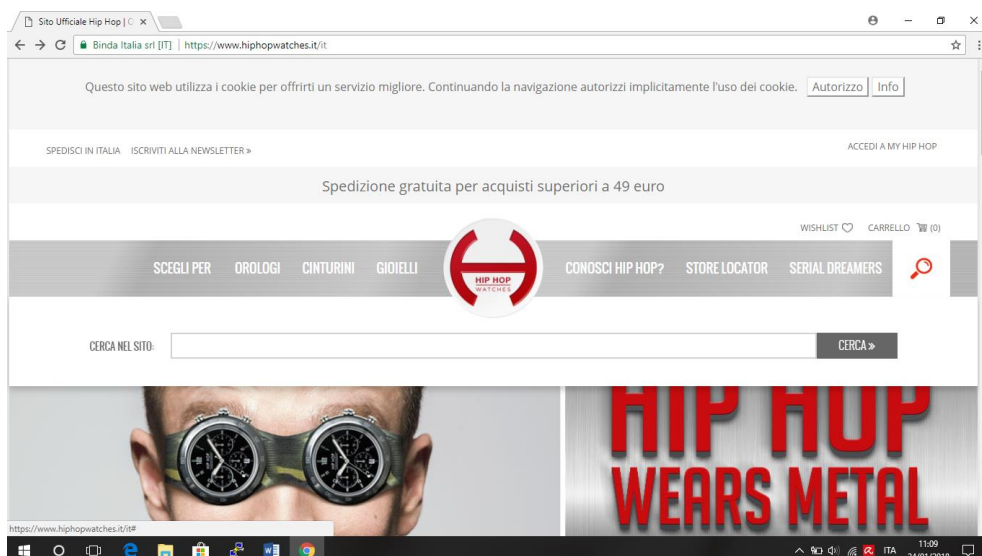 Sito Ufficiale Hip Hop | C
Binda Italia srl [IT] | https://www.hiphopwatches.it/it
Questo sito web utilizza i cookie per offrirti un servizio migliore. Continuando la navigazione autorizzi implicitamente l'uso dei cookie. Autorizzo Info
SPEDISCI IN ITALIA ISCRIVITI ALLA NEWSLETTER » ACCEDI A MY HIP HOP
Spedizione gratuita per acquisti superiori a 49 euro
WISHLIST CARRELLO (0)
SCEGLI PER OROLOGI CINTURINI GIOIELLI CONOSCI HIP HOP? STORE LOCATOR SERIAL DREAMERS
HIP HOP
WATCHES
CERCA NEL SITO: CERCA »
HIP HOP
WEARS METAL
https://www.hiphopwatches.it/it#
ITA 11:09
24/01/2018